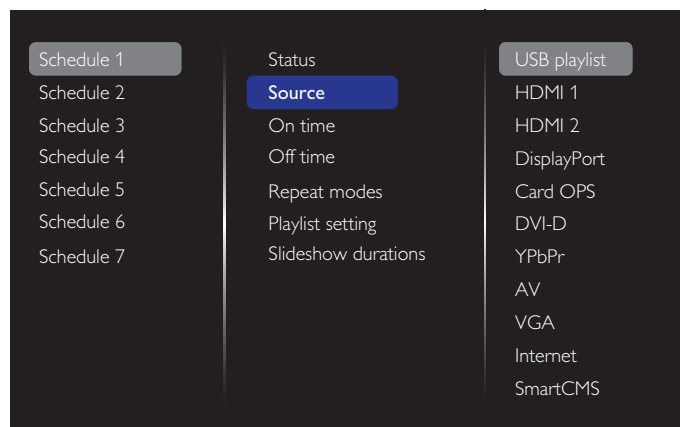 Schedule 1
Schedule 2
Schedule 3
Schedule 4
Schedule 5
Schedule 6
Schedule 7
Status
Source
On time
Off time
Repeat modes
Playlist setting
Slideshow durations
USB playlist
HDMI 1
HDMI 2
DisplayPort
Card OPS
DVI-D
YPbPr
AV
VGA
Internet
SmartCMS